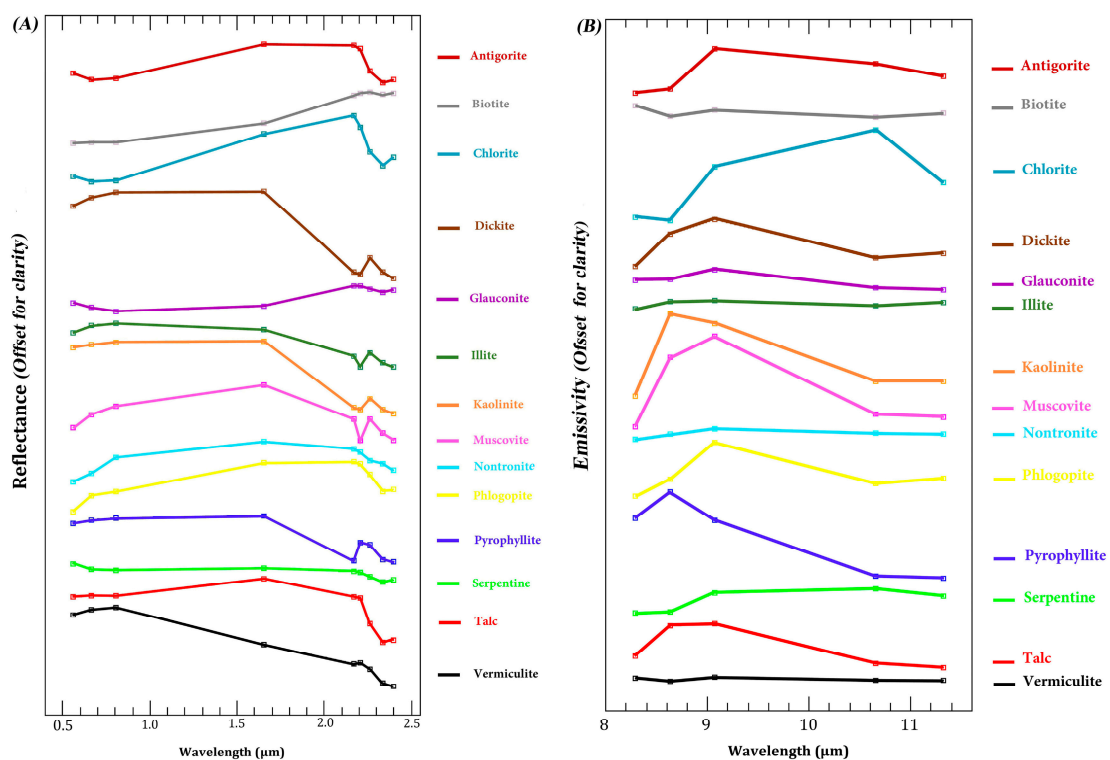 (A)
Reflectance (Offset for clarity)
Antigorite
Biotite
Chlorite
Dickite
Glauconite
Illite
Kaolinite
Muscovite
Nontronite
Phlogopite
Pyrophyllite
Serpentine
Talc
Vermiculite
0.5 1.0 1.5 2.0 2.5
Wavelength (μm)
(B)
Emissivity (Ofsset for clarity)
Antigorite
Biotite
Chlorite
Dickite
Glauconite
Illite
Kaolinite
Muscovite
Nontronite
Phlogopite
Pyrophyllite
Serpentine
Talc
Vermiculite
8 9 10 11
Wavelength (μm)